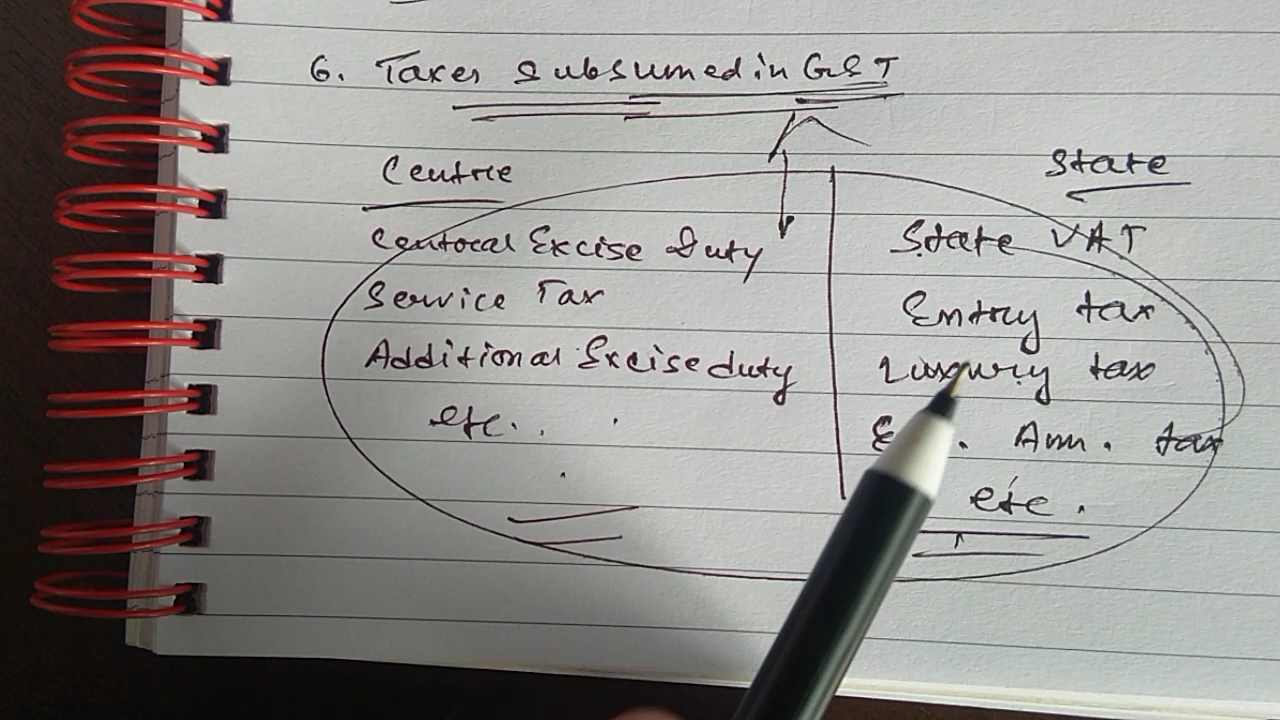 6. Taxes subsumed in GST
Centre State
Central Excise Duty State VAT
Service Tax Entry tax
Additional Excise duty Luxury tax
etc.. . . Am. tax
etc.